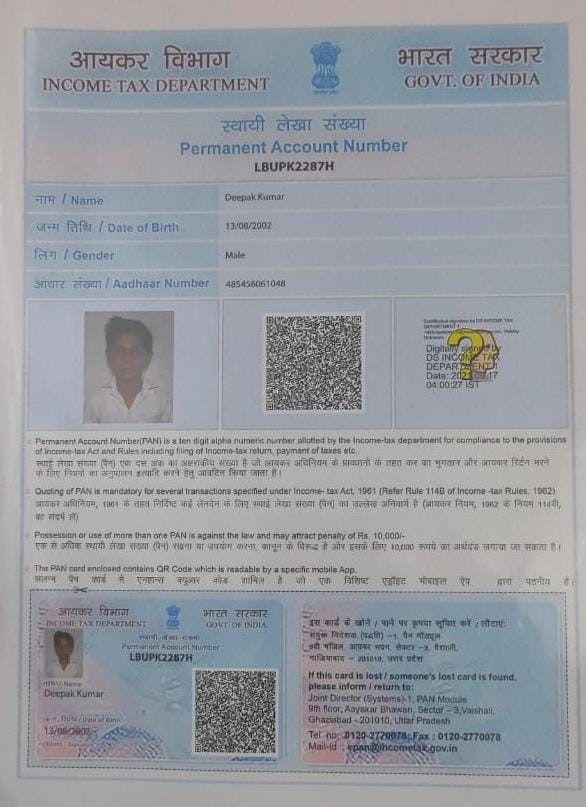 आयकर विभाग
INCOME TAX DEPARTMENT
भारत सरकार
GOVT. OF INDIA
स्थायी लेखा संख्या
Permanent Account Number
LBUPK2287H
नाम / Name
Deepak Kumar
जन्म तिथि / Date of Birth
13/08/2002
लिंग / Gender
Male
आधार संख्या / Aadhaar Number
485456061048
Digitally signed by
DS INCOME TAX
DEPARTMENT 1
04:00:27 IST
Permanent Account Number(PAN) is a ten digit alpha numeric number allotted by the Income-tax department for compliance to the provisions
of Income-tax Act and Rules including filing of Income-tax return, payment of taxes etc..
स्थाई लेखा संख्या (पैन) एक दस अंक का अक्षरांकीय संख्या है जो आयकर अधिनियम के प्रावधानों के तहत कर का भुगतान और आयकर रिटर्न भरने
के लिए नियमों का अनुपालन इत्यादि करने हेतु आवंटित किया जाता है।
Quoting of PAN is mandatory for several transactions specified under Income- tax Act, 1961 (Refer Rule 114B of Income -tax Rules, 1962)
आयकर अधिनियम, 1961 के तहत निर्दिष्ट कई लेनदेन के लिए स्थाई लेखा संख्या (पैन) का उल्लेख अनिवार्य है (आयकर नियम, 1962 के नियम 114बी,
का संदर्भ लें)
Possession or use of more than one PAN is against the law and may attract penalty of Rs. 10,000/-
एक से अधिक स्थायी लेखा संख्या (पैन) रखना या उपयोग करना, कानून के विरूद्ध है और इसके लिए 10,000 रूपये का अर्थदंड लगाया जा सकता है।
The PAN card enclosed contains QR Code which is readable by a specific mobile App.
संलग्न पैन कार्ड में एनहान्स क्यूआर कोड शामिल है जो एक विशिष्ट एंड्रॉइड मोबाइल ऐप द्वारा पठनीय है।
आयकर विभाग
INCOME TAX DEPARTMENT
भारत सरकार
GOVT. OF INDIA
स्थायी लेखा संख्या
Permanent Account Number
LBUPK2287H
Name
Deepak Kumar
जन्म तिथि / Date of Birth
13/08/2002
इस कार्ड के खोने / पाने पर कृपया सूचित करें / लौटाएं:
संयुक्त निदेशक (पद्धति) -1, पैन मॉड्यूल
9वीं मंजिल, आयकर भवन, सेक्टर -3, वैशाली,
गाजियाबाद - 201010, उत्तर प्रदेश
If this card is lost / someone's lost card is found,
please inform / return to:
Joint Director (Systems)-1, PAN Module
9th floor, Aayakar Bhawan, Sector - 3,Vaishali,
Ghaziabad - 201010, Uttar Pradesh
Tel no: 0120-2770078; Fax : 0120-2770078
Mail-Id : epan@incometax.gov.in